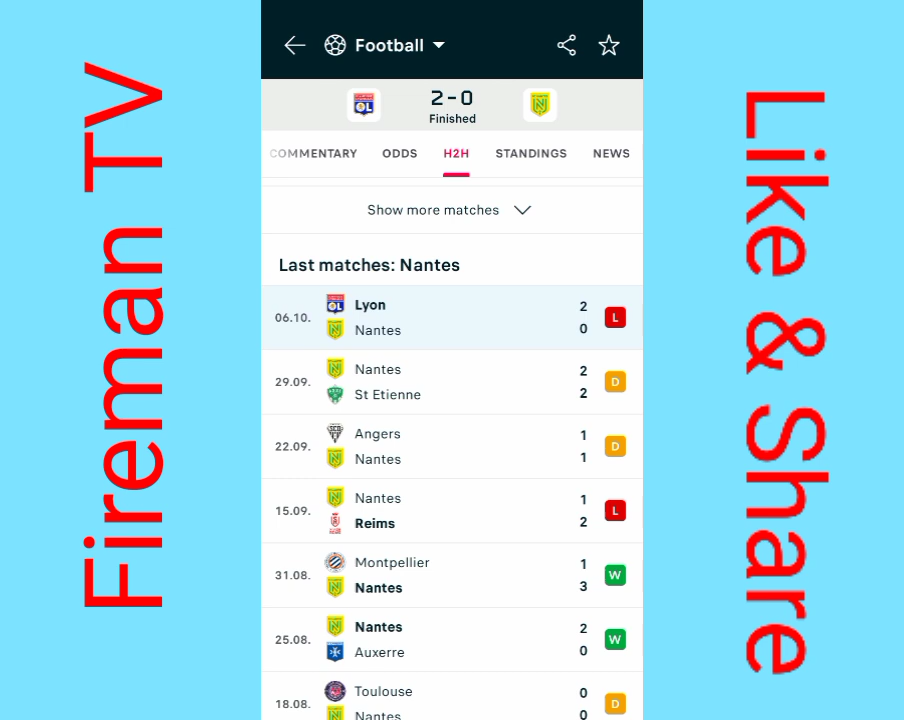 Fireman TV
Football
2-0
Finished
COMMENTARY ODDS H2H STANDINGS NEWS
Show more matches
Last matches: Nantes
06.10. Lyon 2 L
Nantes 0
29.09. Nantes 2 D
St Etienne 2
22.09. Angers 1 D
Nantes 1
15.09. Nantes 1 L
Reims 2
31.08. Montpellier 1 W
Nantes 3
25.08. Nantes 2 W
Auxerre 0
18.08. Toulouse 0 D
Nantes 0
Like & Share